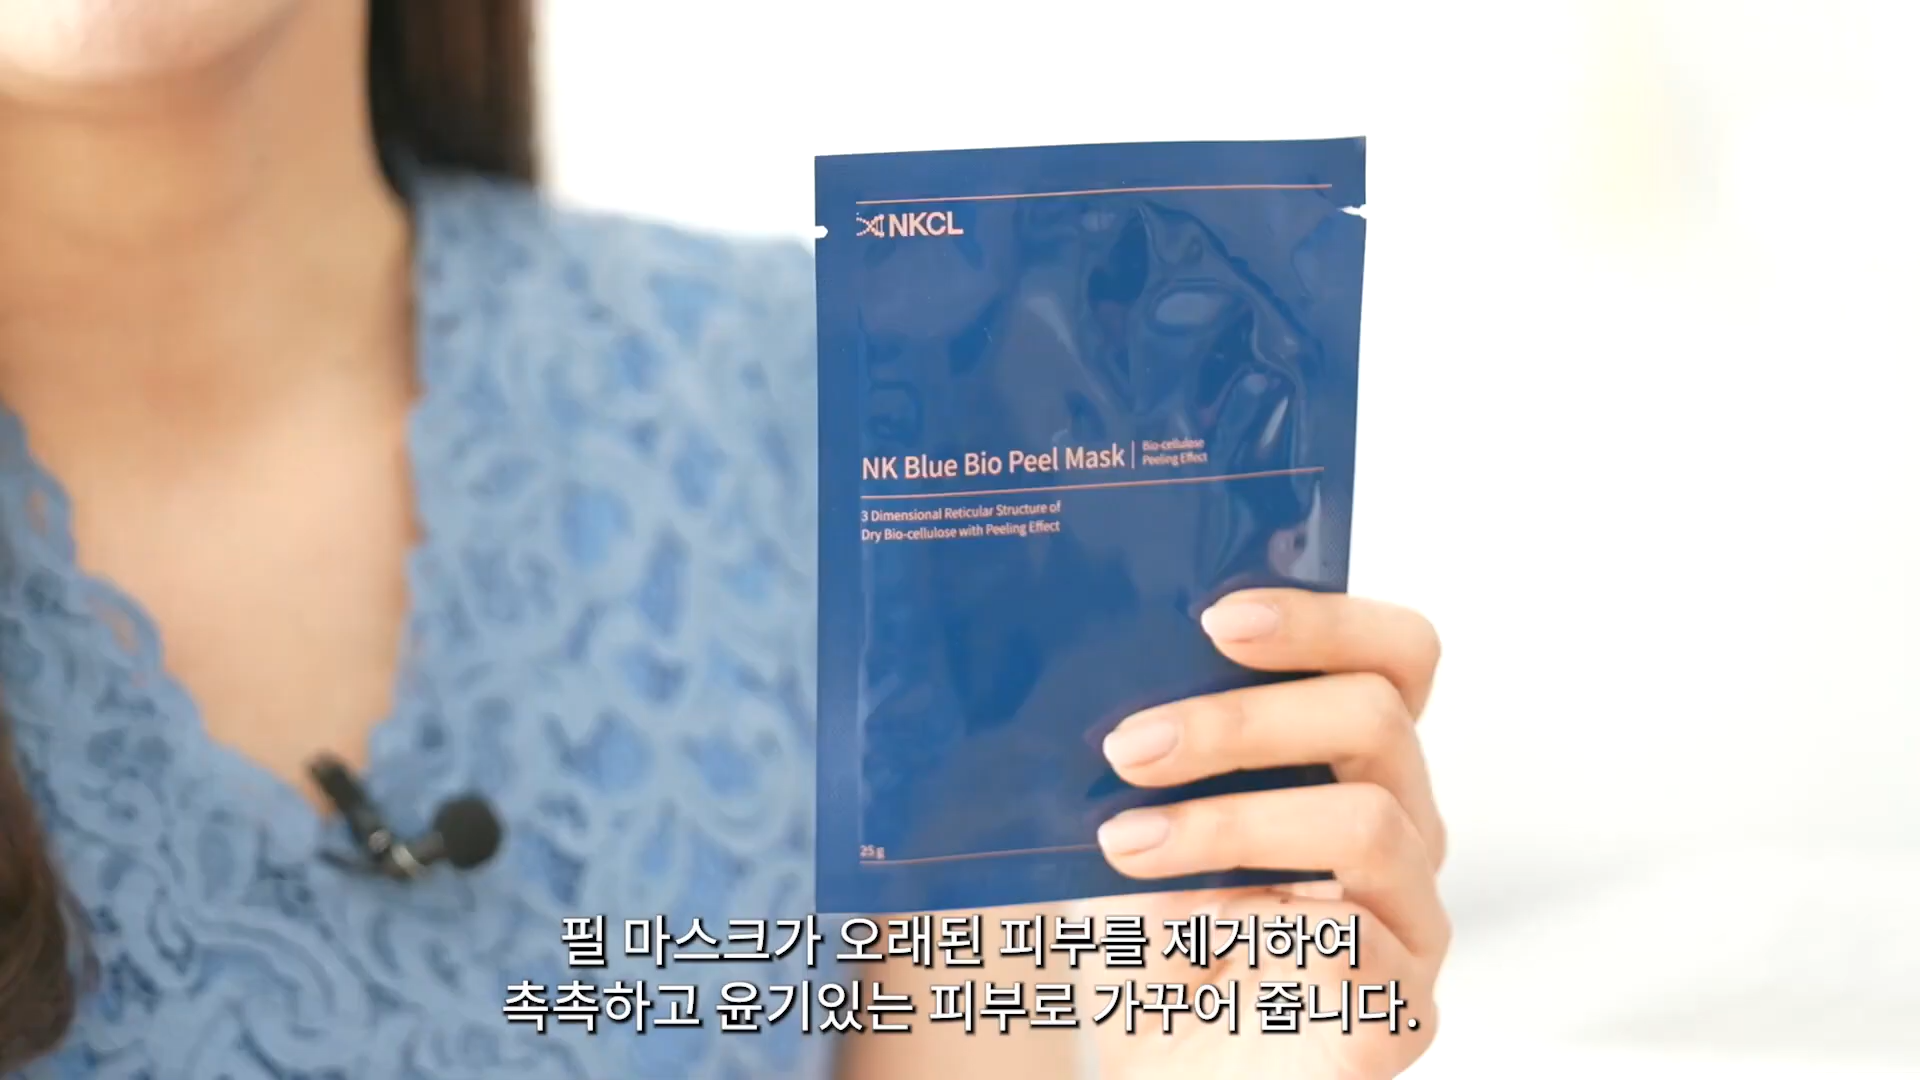 NKCL
NK Blue Bio Peel Mask
Bio-cellulose
Peeling Effect
3 Dimensional Reticular Structure of
Dry Bio-cellulose with Peeling Effect
25 g
필 마스크가 오래된 피부를 제거하여
촉촉하고 윤기있는 피부로 가꾸어 줍니다.